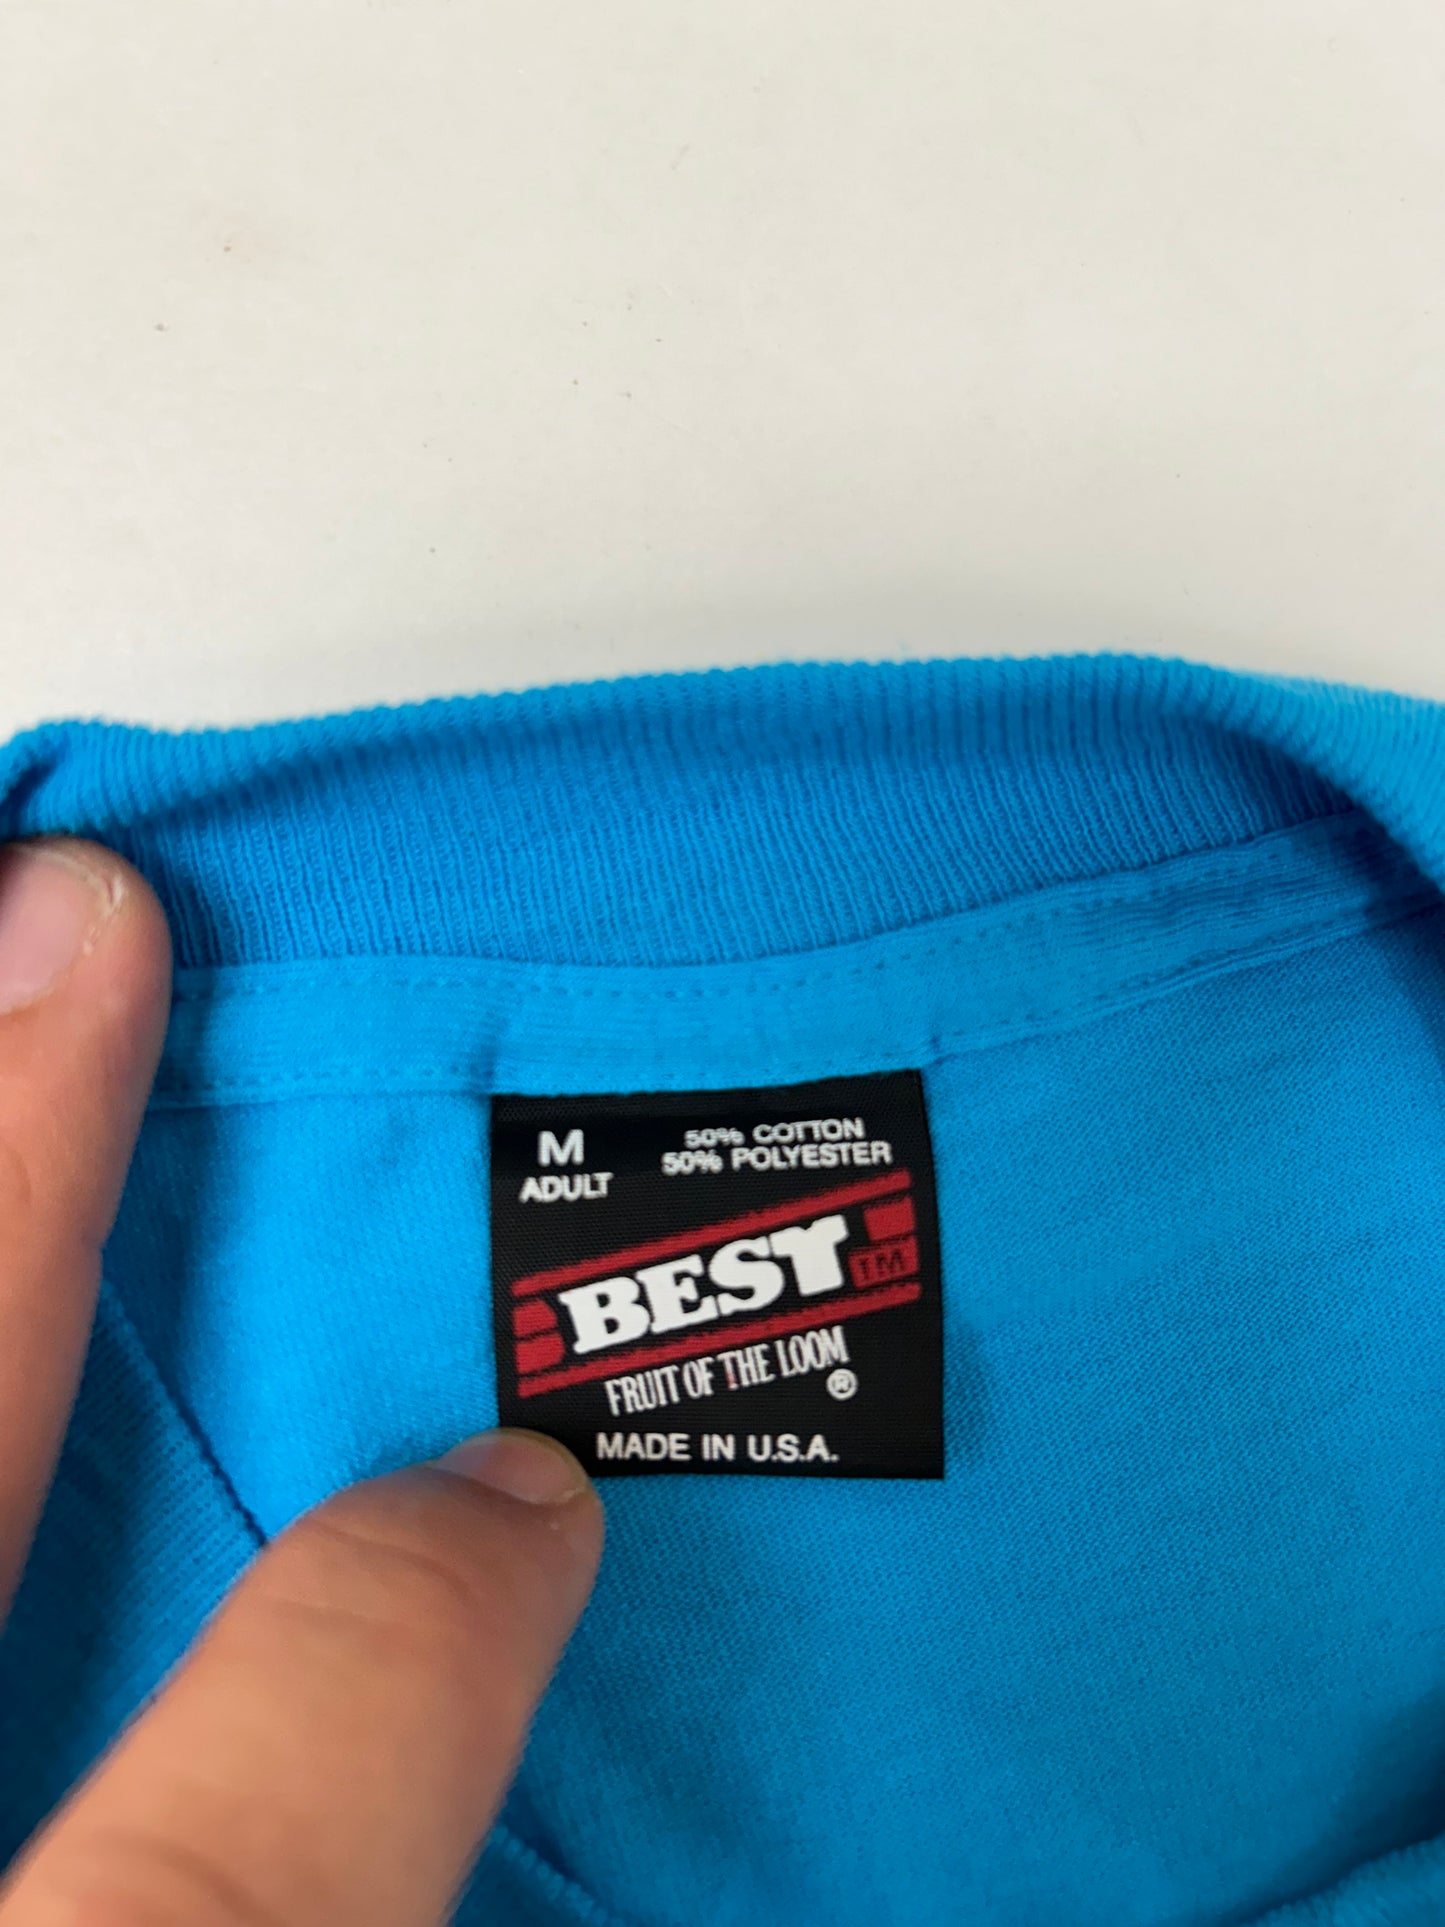 M
ADULT
50% COTTON
50% POLYESTER
BEST TM
FRUIT OF THE LOOM
®
MADE IN U.S.A.